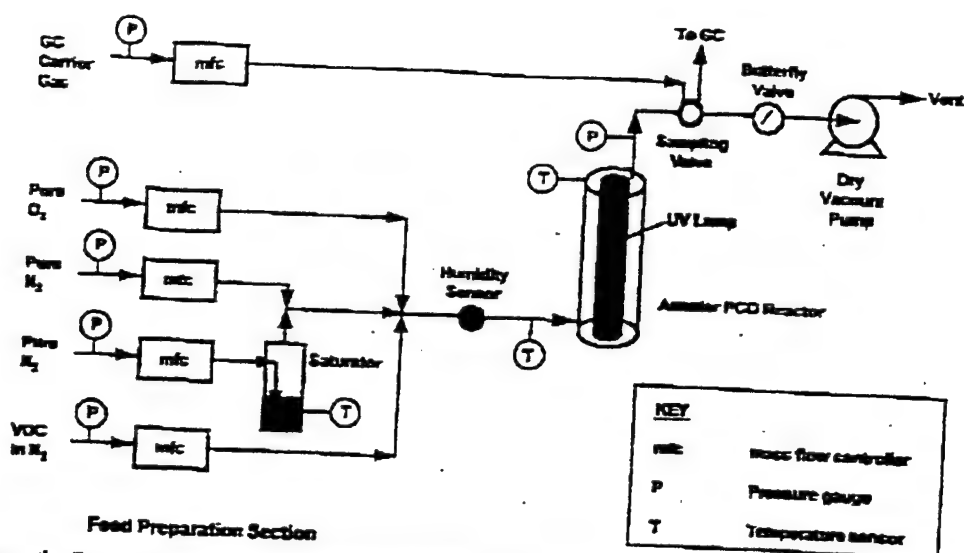 GC
Carrier
Gas
P
mfc
To GC
Butterfly
Valve
Vent
P
Sampling
Valve
Dry
Vacuum
Pump
T
UV Lamp
Annular PCO Reactor
Pure
O2
P
mfc
Pure
N2
P
mfc
Humidity
Sensor
T
Pure
N2
P
mfc
Saturator
T
VOC
in N2
P
mfc
KEY
mfc mass flow controller
P Pressure gauge
T Temperature sensor
Feed Preparation Section